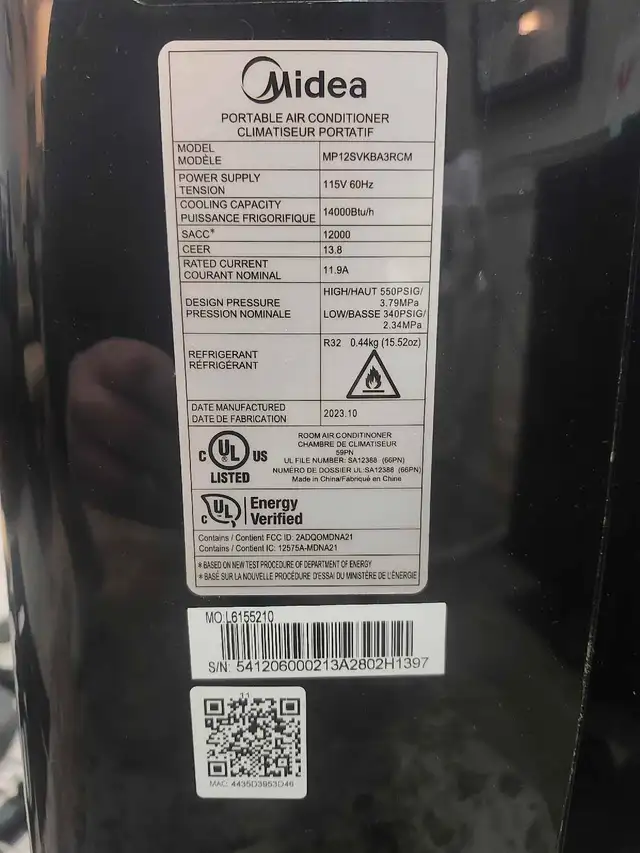 Midea
PORTABLE AIR CONDITIONER
CLIMATISEUR PORTATIF
MODEL
MODÈLE
MP12SVKBA3RCM
POWER SUPPLY
TENSION
115V 60Hz
COOLING CAPACITY
PUISSANCE FRIGORIFIQUE
14000Btu/h
SACC*
12000
CEER
13.8
RATED CURRENT
COURANT NOMINAL
11.9A
DESIGN PRESSURE
PRESSION NOMINALE
HIGH/HAUT 550PSIG/
3.79MPa
LOW/BASSE 340PSIG/
2.34MPa
REFRIGERANT
RÉFRIGÉRANT
R32 0.44kg (15.52oz)
DATE MANUFACTURED
DATE DE FABRICATION
2023.10
C UL US
LISTED
ROOM AIR CONDITINONER
CHAMBRE DE CLIMATISEUR
59PN
UL FILE NUMBER: SA12388 (66PN)
NUMÉRO DE DOSSIER UL:SA12388 (66PN)
Made in China/Fabriqué en Chine
C UL
Energy
Verified
Contains / Contient FCC ID: 2ADQOMDNA21
Contains / Contient IC: 12575A-MDNA21
*BASED ON NEW TEST PROCEDURE OF DEPARTMENT OF ENERGY
*BASÉ SUR LA NOUVELLE PROCÉDURE D'ESSAI DU MINISTÈRE DE L'ÉNERGIE
MO:L6155210
S/N: 541206000213A2802H1397
11
MAC: 4435D3953D46